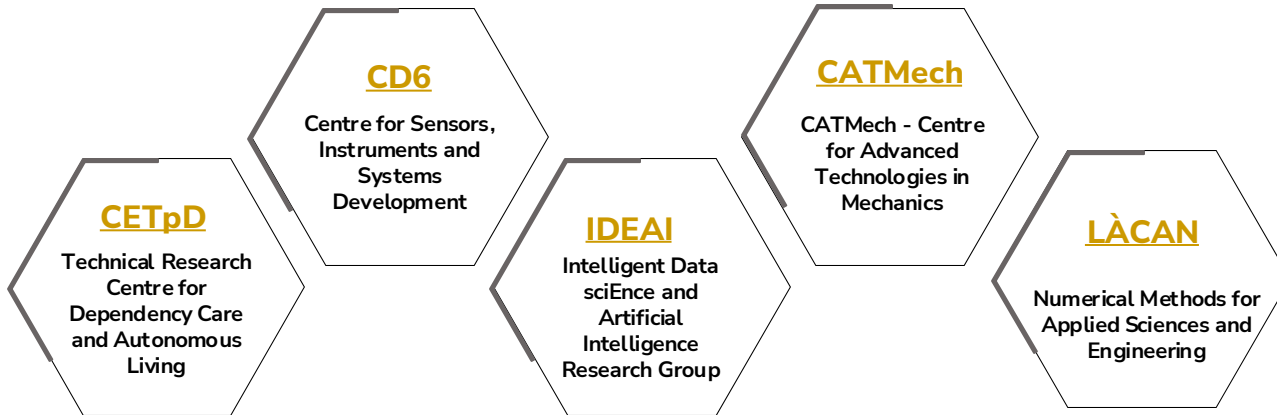 CETpD
Technical Research
Centre for
Dependency Care
and Autonomous
Living
CD6
Centre for Sensors,
Instruments and
Systems
Development
IDEAI
Intelligent Data
sciEnce and
Artificial
Intelligence
Research Group
CATMech
CATMech - Centre
for Advanced
Technologies in
Mechanics
LÀCAN
Numerical Methods for
Applied Sciences and
Engineering